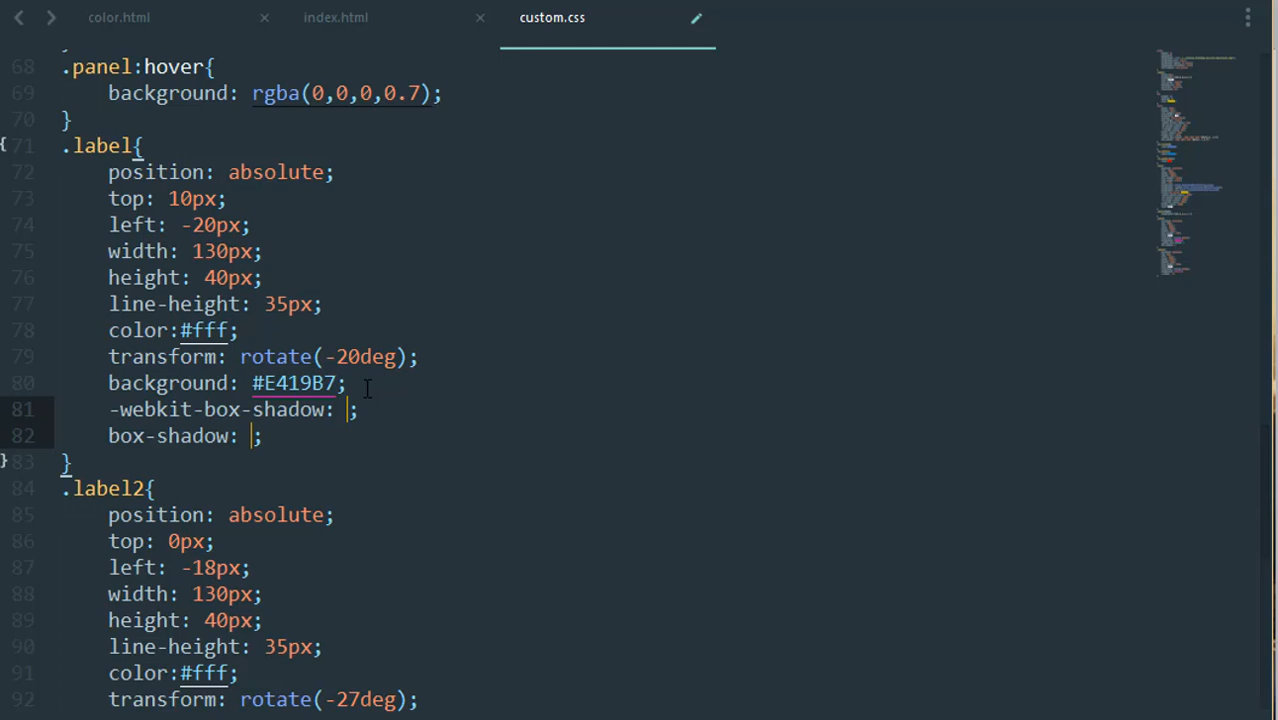 color.html index.html custom.css
68 .panel:hover{
69 background: rgba(0,0,0,0.7);
70 }
71 .label{
72 position: absolute;
73 top: 10px;
74 left: -20px;
75 width: 130px;
76 height: 40px;
77 line-height: 35px;
78 color:#fff;
79 transform: rotate(-20deg);
80 background: #E419B7;
81 -webkit-box-shadow: ;
82 box-shadow: ;
83 }
84 .label2{
85 position: absolute;
86 top: 0px;
87 left: -18px;
88 width: 130px;
89 height: 40px;
90 line-height: 35px;
91 color:#fff;
92 transform: rotate(-27deg);